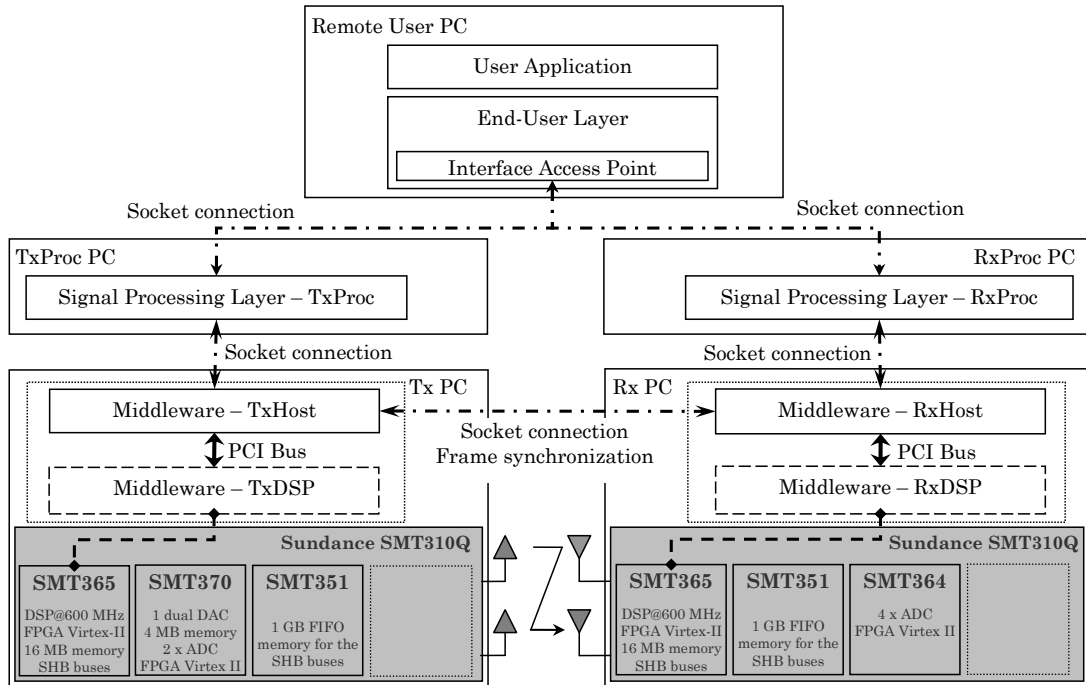 Remote User PC
User Application
End-User Layer
Interface Access Point
Socket connection
Socket connection
TxProc PC
Signal Processing Layer – TxProc
RxProc PC
Signal Processing Layer – RxProc
Socket connection
Socket connection
Tx PC
Middleware – TxHost
PCI Bus
Middleware – TxDSP
Socket connection
Frame synchronization
Rx PC
Middleware – RxHost
PCI Bus
Middleware – RxDSP
Sundance SMT310Q
SMT365
DSP@600 MHz
FPGA Virtex-II
16 MB memory
SHB buses
SMT370
1 dual DAC
4 MB memory
2 x ADC
FPGA Virtex II
SMT351
1 GB FIFO
memory for the
SHB buses
Sundance SMT310Q
SMT365
DSP@600 MHz
FPGA Virtex-II
16 MB memory
SHB buses
SMT351
1 GB FIFO
memory for the
SHB buses
SMT364
4 x ADC
FPGA Virtex II